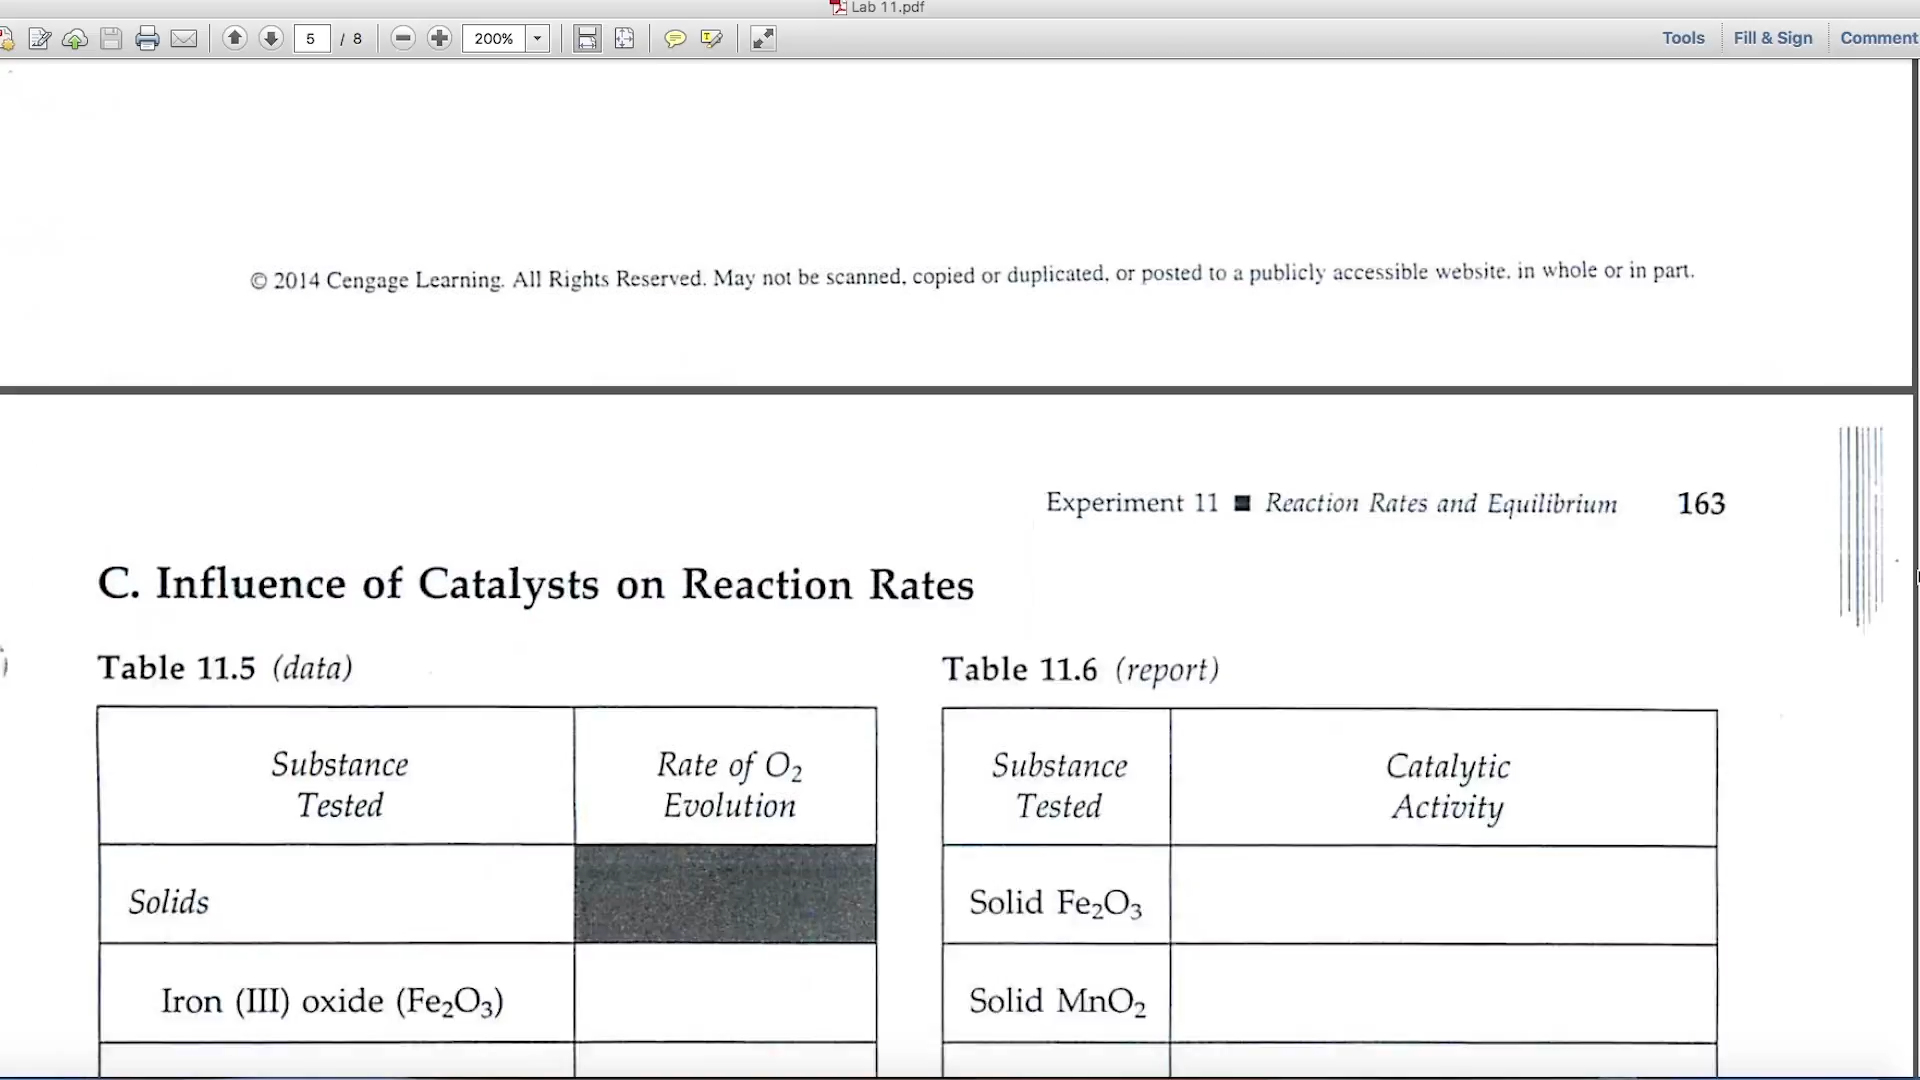 Lab 11.pdf
5 / 8 200% Tools Fill & Sign Comment
© 2014 Cengage Learning. All Rights Reserved. May not be scanned, copied or duplicated, or posted to a publicly accessible website, in whole or in part.
Experiment 11 ■ Reaction Rates and Equilibrium 163
C. Influence of Catalysts on Reaction Rates
Table 11.5 (data)
Substance
Tested
Rate of O₂
Evolution
Solids
Iron (III) oxide (Fe₂O₃)
Table 11.6 (report)
Substance
Tested
Catalytic
Activity
Solid Fe₂O₃
Solid MnO₂